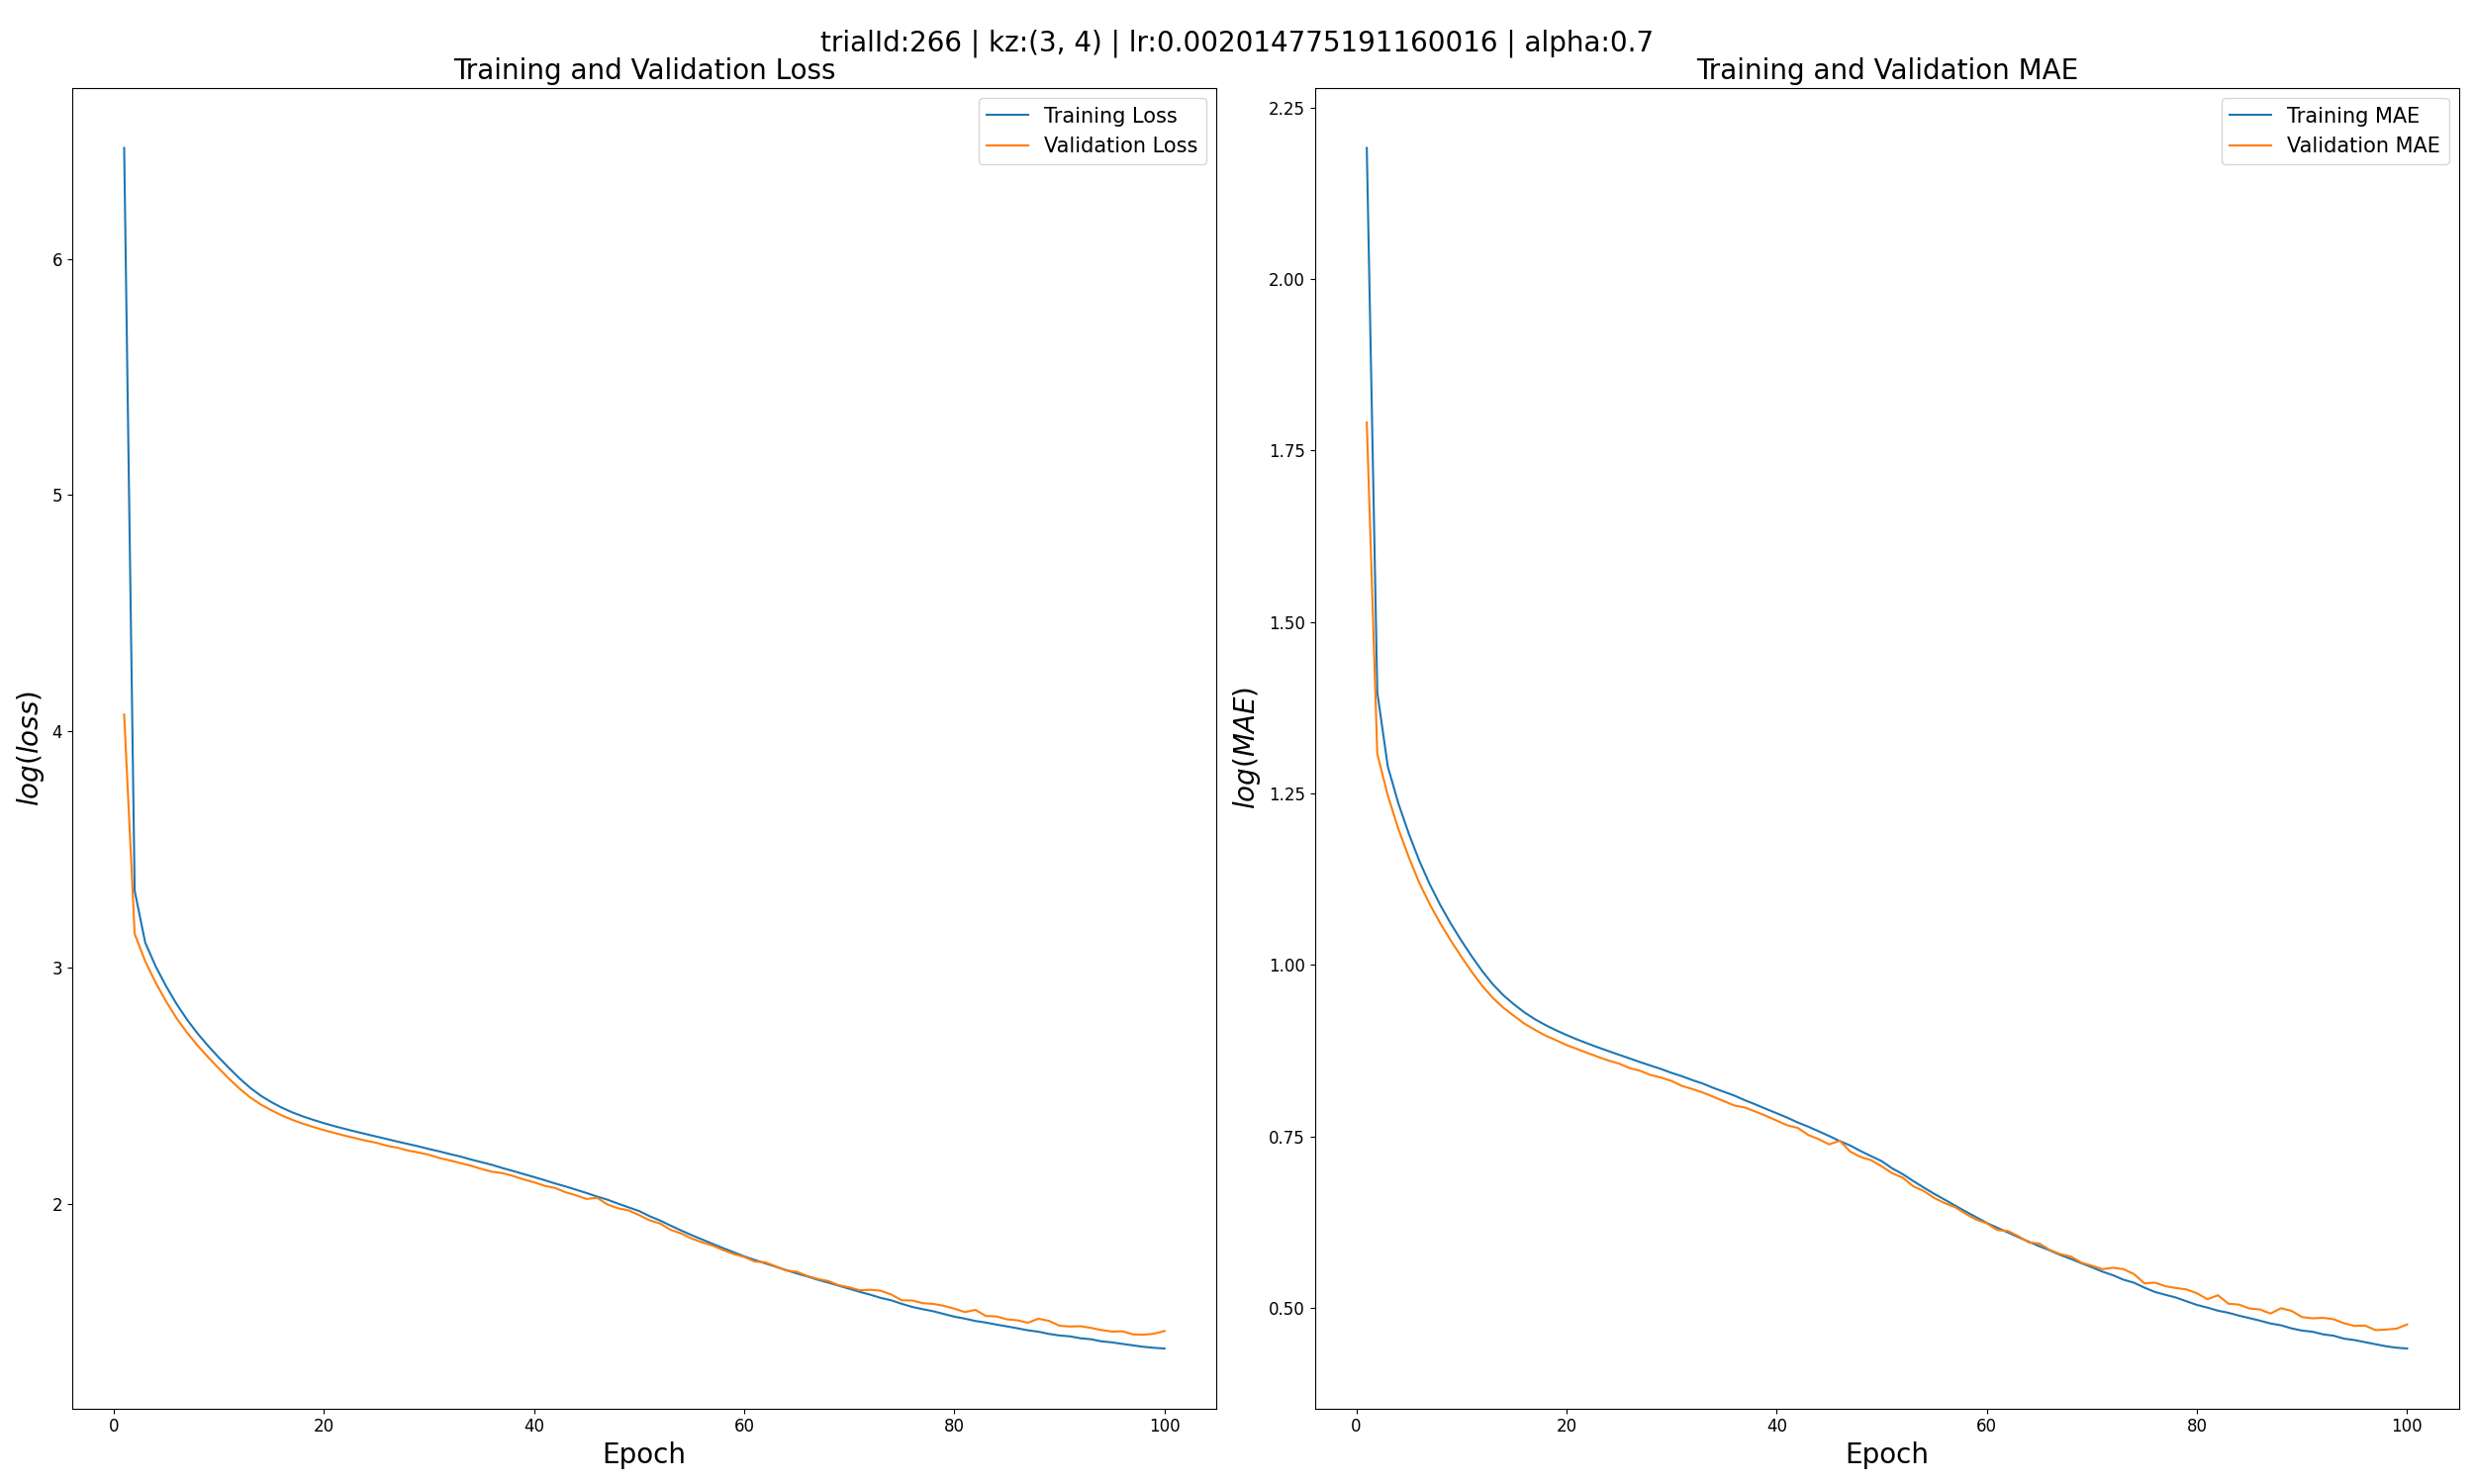 trialId:266 | kz:(3, 4) | lr:0.002014775191160016 | alpha:0.7
Training and Validation Loss
Training Loss
Validation Loss
log(loss)
6
5
4
3
2
0 20 40 60 80 100
Epoch
Training and Validation MAE
Training MAE
Validation MAE
log(MAE)
2.25
2.00
1.75
1.50
1.25
1.00
0.75
0.50
0 20 40 60 80 100
Epoch